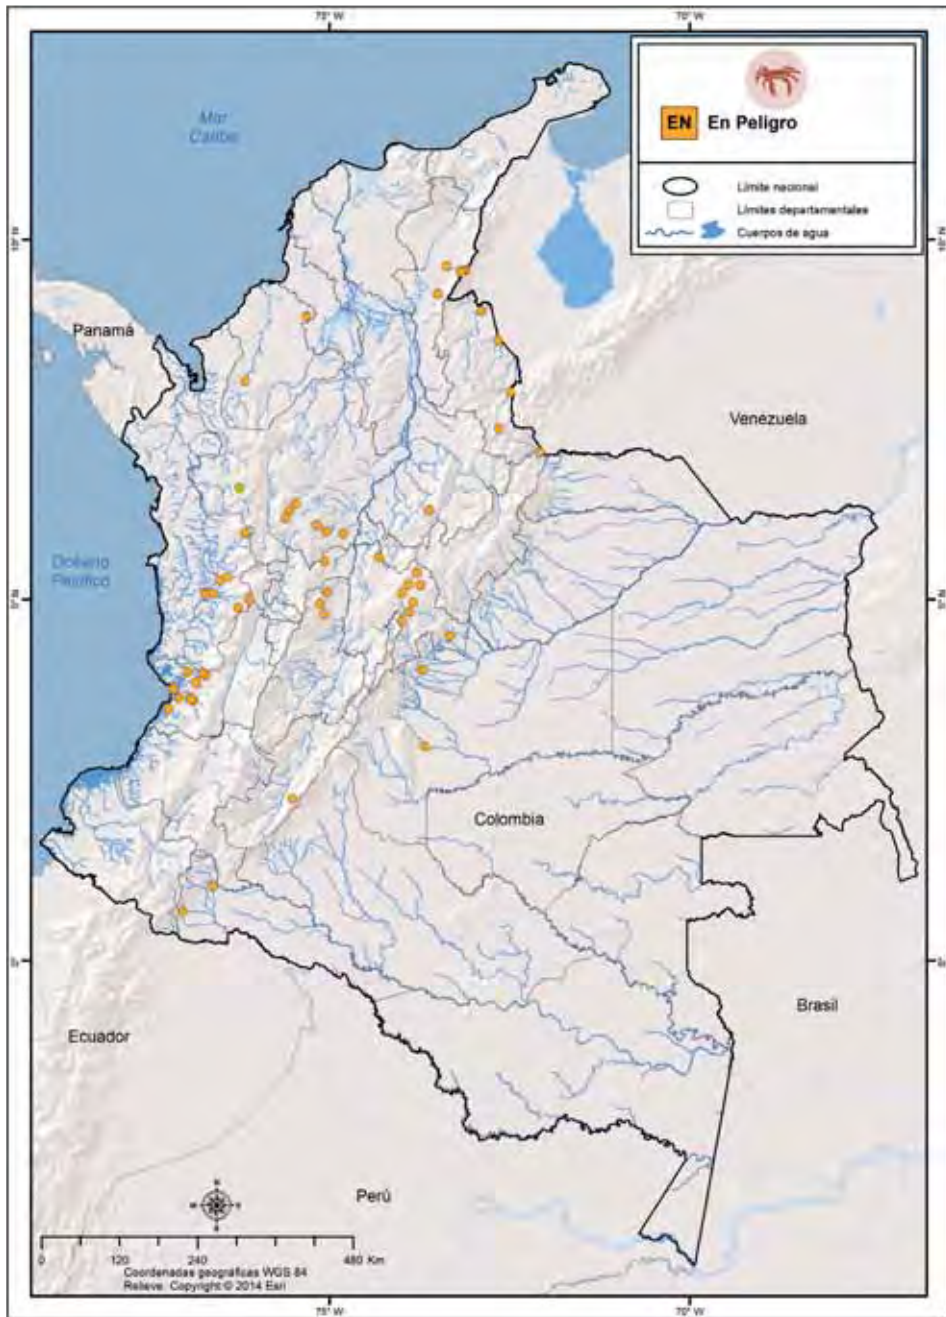 75° W
70° W
Mar
Caribe
EN En Peligro
Límite nacional
Límites departamentales
Cuerpos de agua
10° N
10° N
Panamá
Venezuela
Océano
Pacífico
5° N
5° N
Colombia
0°
0°
Brasil
Ecuador
Perú
N
W
E
S
0 120 240 480 Km
Coordenadas geográficas WGS 84
Relieve: Copyright © 2014 Esri
75° W
70° W